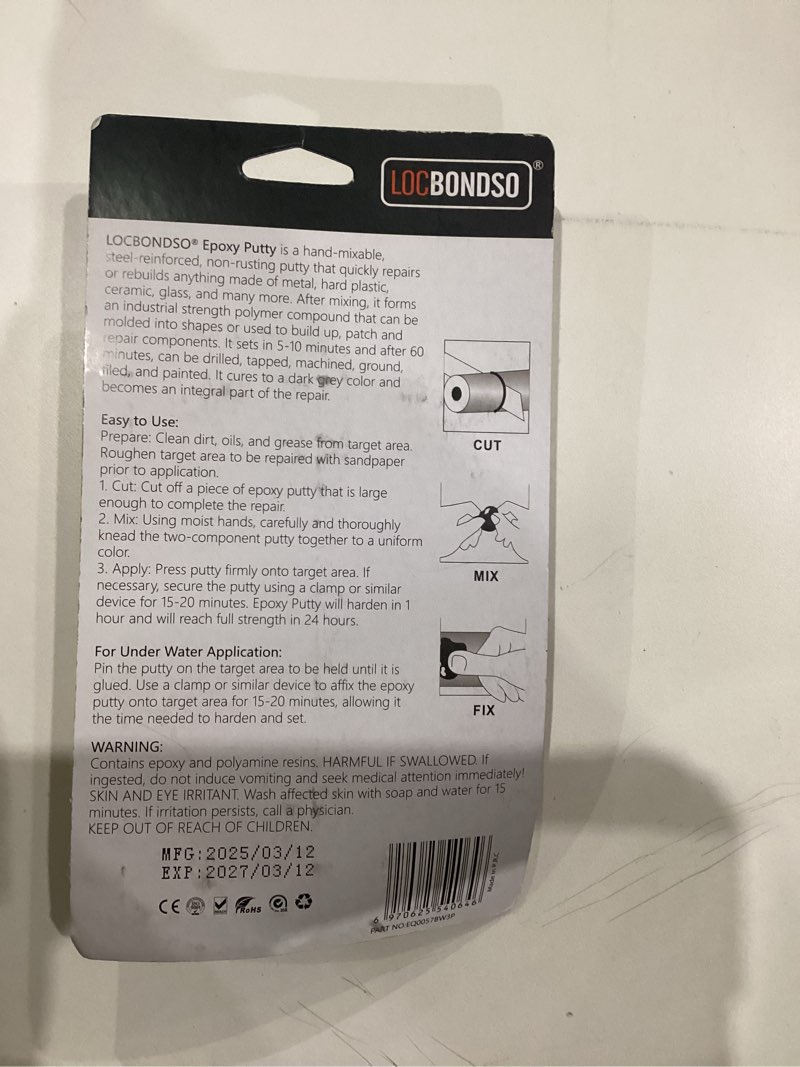 LOCBONDSO®
LOCBONDSO® Epoxy Putty is a hand-mixable,
steel-reinforced, non-rusting putty that quickly repairs
or rebuilds anything made of metal, hard plastic,
ceramic, glass, and many more. After mixing, it forms
an industrial strength polymer compound that can be
molded into shapes or used to build up, patch and
repair components. It sets in 5-10 minutes and after 60
minutes, can be drilled, tapped, machined, ground,
filed, and painted. It cures to a dark grey color and
becomes an integral part of the repair.
Easy to Use:
Prepare: Clean dirt, oils, and grease from target area.
Roughen target area to be repaired with sandpaper
prior to application.
1. Cut: Cut off a piece of epoxy putty that is large
enough to complete the repair.
2. Mix: Using moist hands, carefully and thoroughly
knead the two-component putty together to a uniform
color.
3. Apply: Press putty firmly onto target area. If
necessary, secure the putty using a clamp or similar
device for 15-20 minutes. Epoxy Putty will harden in 1
hour and will reach full strength in 24 hours.
For Under Water Application:
Pin the putty on the target area to be held until it is
glued. Use a clamp or similar device to affix the epoxy
putty onto target area for 15-20 minutes, allowing it
the time needed to harden and set.
CUT
MIX
FIX
WARNING:
Contains epoxy and polyamine resins. HARMFUL IF SWALLOWED. If
ingested, do not induce vomiting and seek medical attention immediately!
SKIN AND EYE IRRITANT. Wash affected skin with soap and water for 15
minutes. If irritation persists, call a physician.
KEEP OUT OF REACH OF CHILDREN.
MFG:2025/03/12
EXP:2027/03/12
CE
RoHS
6 970625 540646
PART NO:EQ0057BW3P
Made in P.R.C